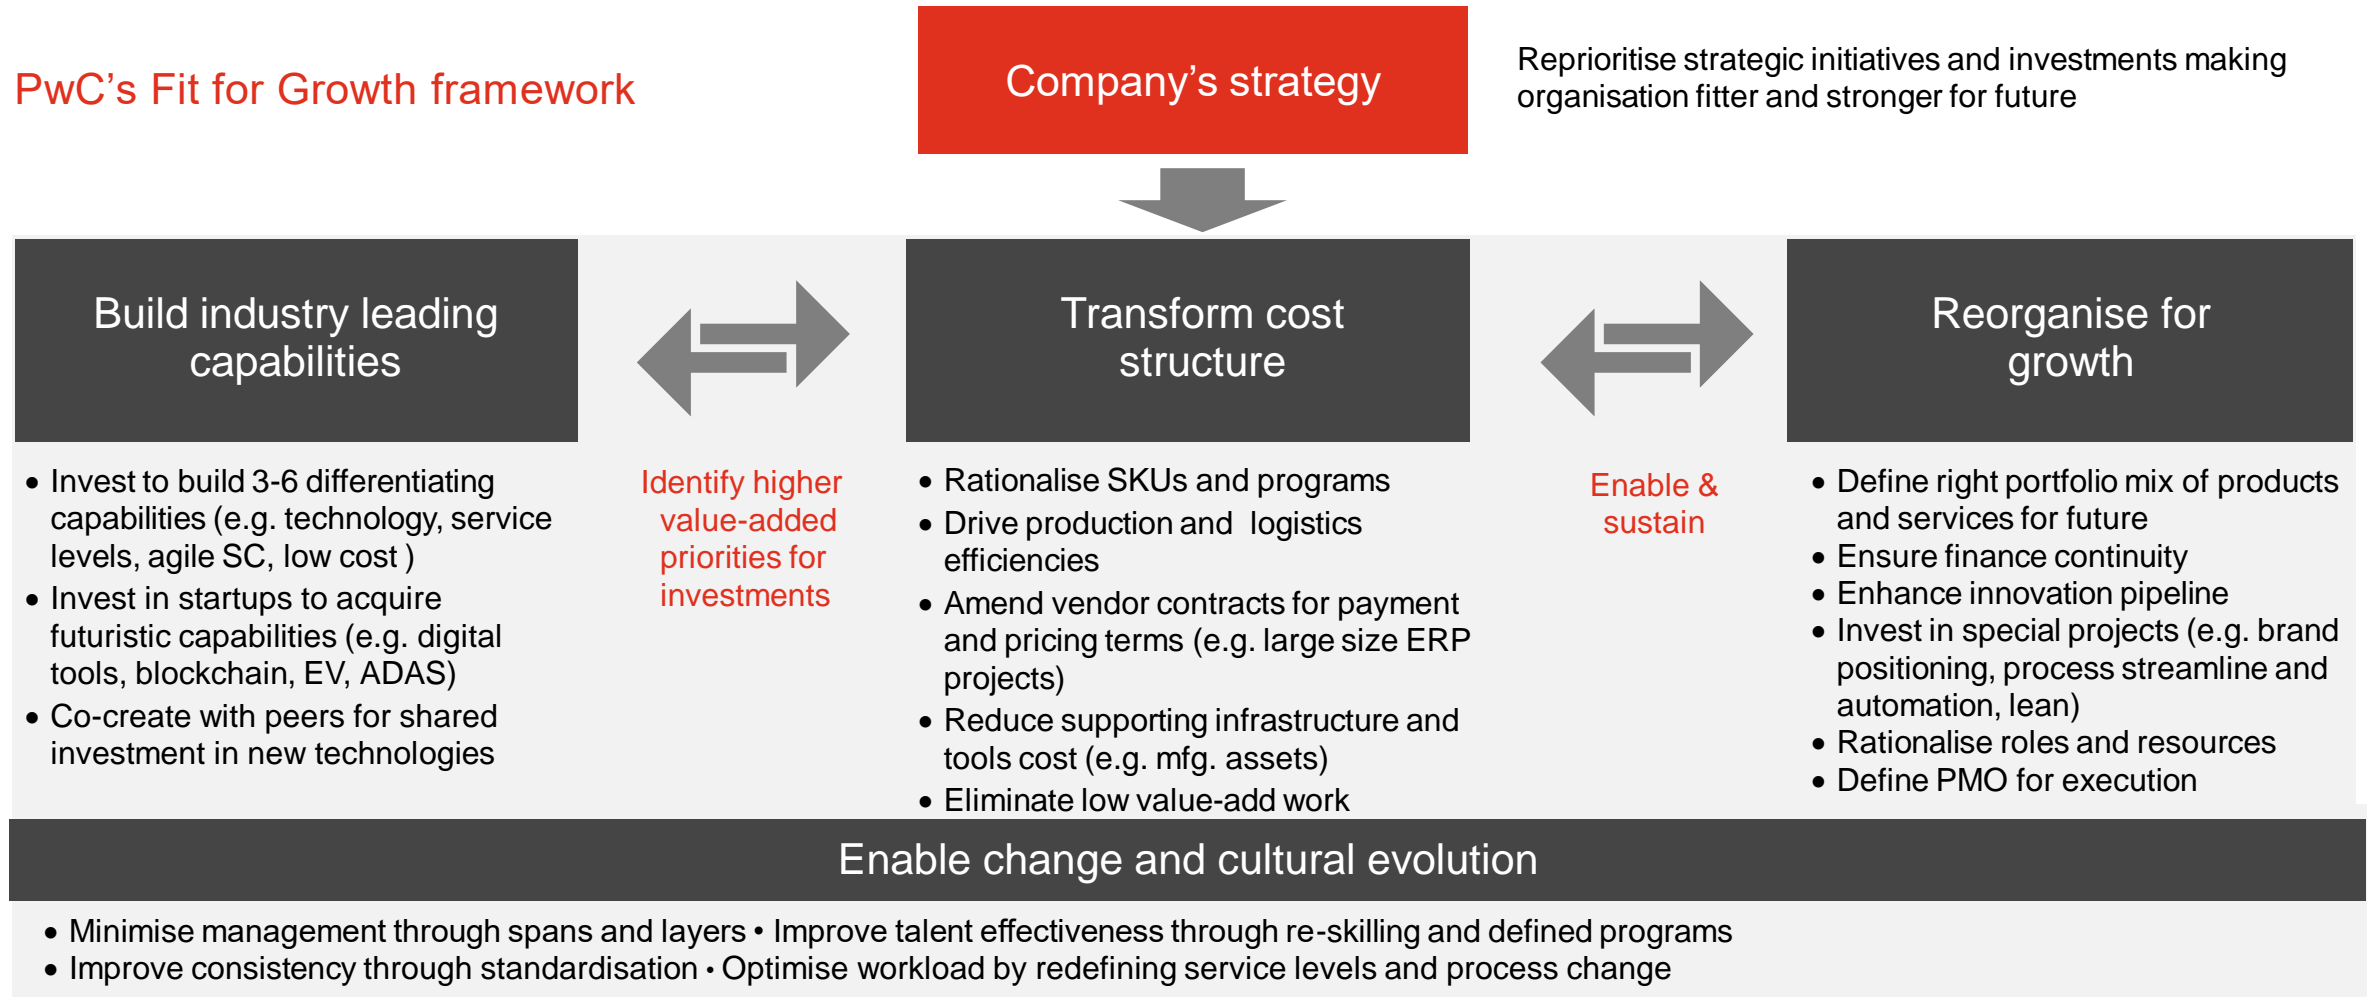 PwC's Fit for Growth framework
Company's strategy
Reprioritise strategic initiatives and investments making
organisation fitter and stronger for future
Build industry leading
capabilities
Transform cost
structure
Reorganise for
growth
• Invest to build 3-6 differentiating
capabilities (e.g. technology, service
levels, agile SC, low cost )
• Invest in startups to acquire
futuristic capabilities (e.g. digital
tools, blockchain, EV, ADAS)
• Co-create with peers for shared
investment in new technologies
Identify higher
value-added
priorities for
investments
• Rationalise SKUs and programs
• Drive production and  logistics
efficiencies
• Amend vendor contracts for payment
and pricing terms (e.g. large size ERP
projects)
• Reduce supporting infrastructure and
tools cost (e.g. mfg. assets)
• Eliminate low value-add work
Enable &
sustain
• Define right portfolio mix of products
and services for future
• Ensure finance continuity
• Enhance innovation pipeline
• Invest in special projects (e.g. brand
positioning, process streamline and
automation, lean)
• Rationalise roles and resources
• Define PMO for execution
Enable change and cultural evolution
• Minimise management through spans and layers • Improve talent effectiveness through re-skilling and defined programs
• Improve consistency through standardisation • Optimise workload by redefining service levels and process change